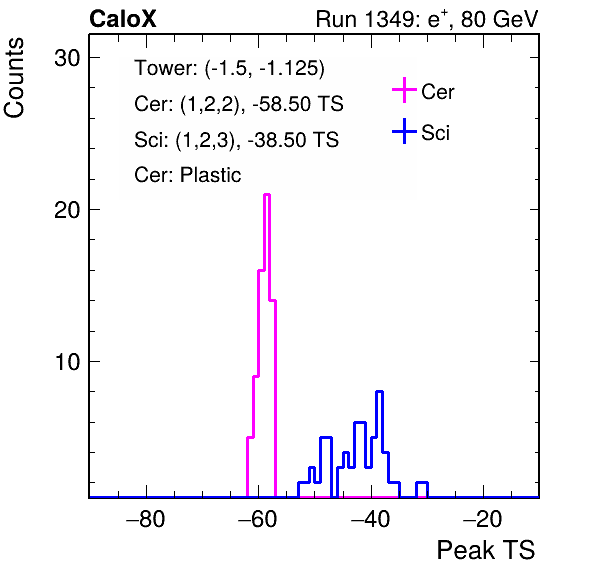 CaloX Run 1349: e⁺, 80 GeV
Counts
30
20
10
Tower: (-1.5, -1.125)
Cer: (1,2,2), -58.50 TS
Sci: (1,2,3), -38.50 TS
Cer: Plastic
Cer
Sci
−80 −60 −40 −20
Peak TS